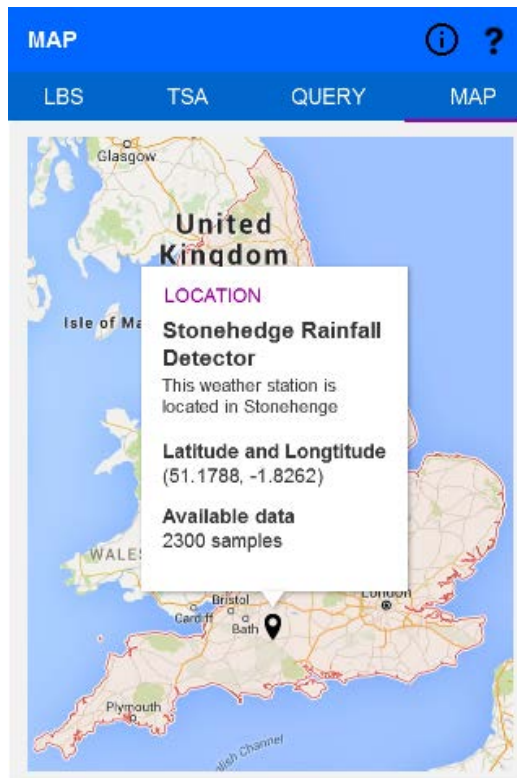 MAP
?
LBS TSA QUERY MAP
Glasgow
United
Kingdom
Isle of Ma
LOCATION
Stonehedge Rainfall
Detector
This weather station is
located in Stonehenge
Latitude and Longtitude
(51.1788, -1.8262)
Available data
2300 samples
WALES
London
Bristol
Cardiff
Bath
Plymouth
lish Channel